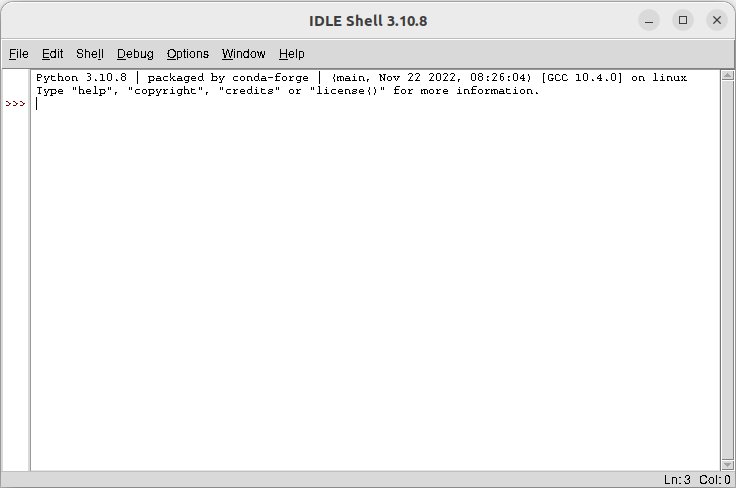 IDLE Shell 3.10.8
File Edit Shell Debug Options Window Help
Python 3.10.8 | packaged by conda-forge | (main, Nov 22 2022, 08:26:04) [GCC 10.4.0] on linux
Type "help", "copyright", "credits" or "license()" for more information.
>>>
Ln: 3 Col: 0